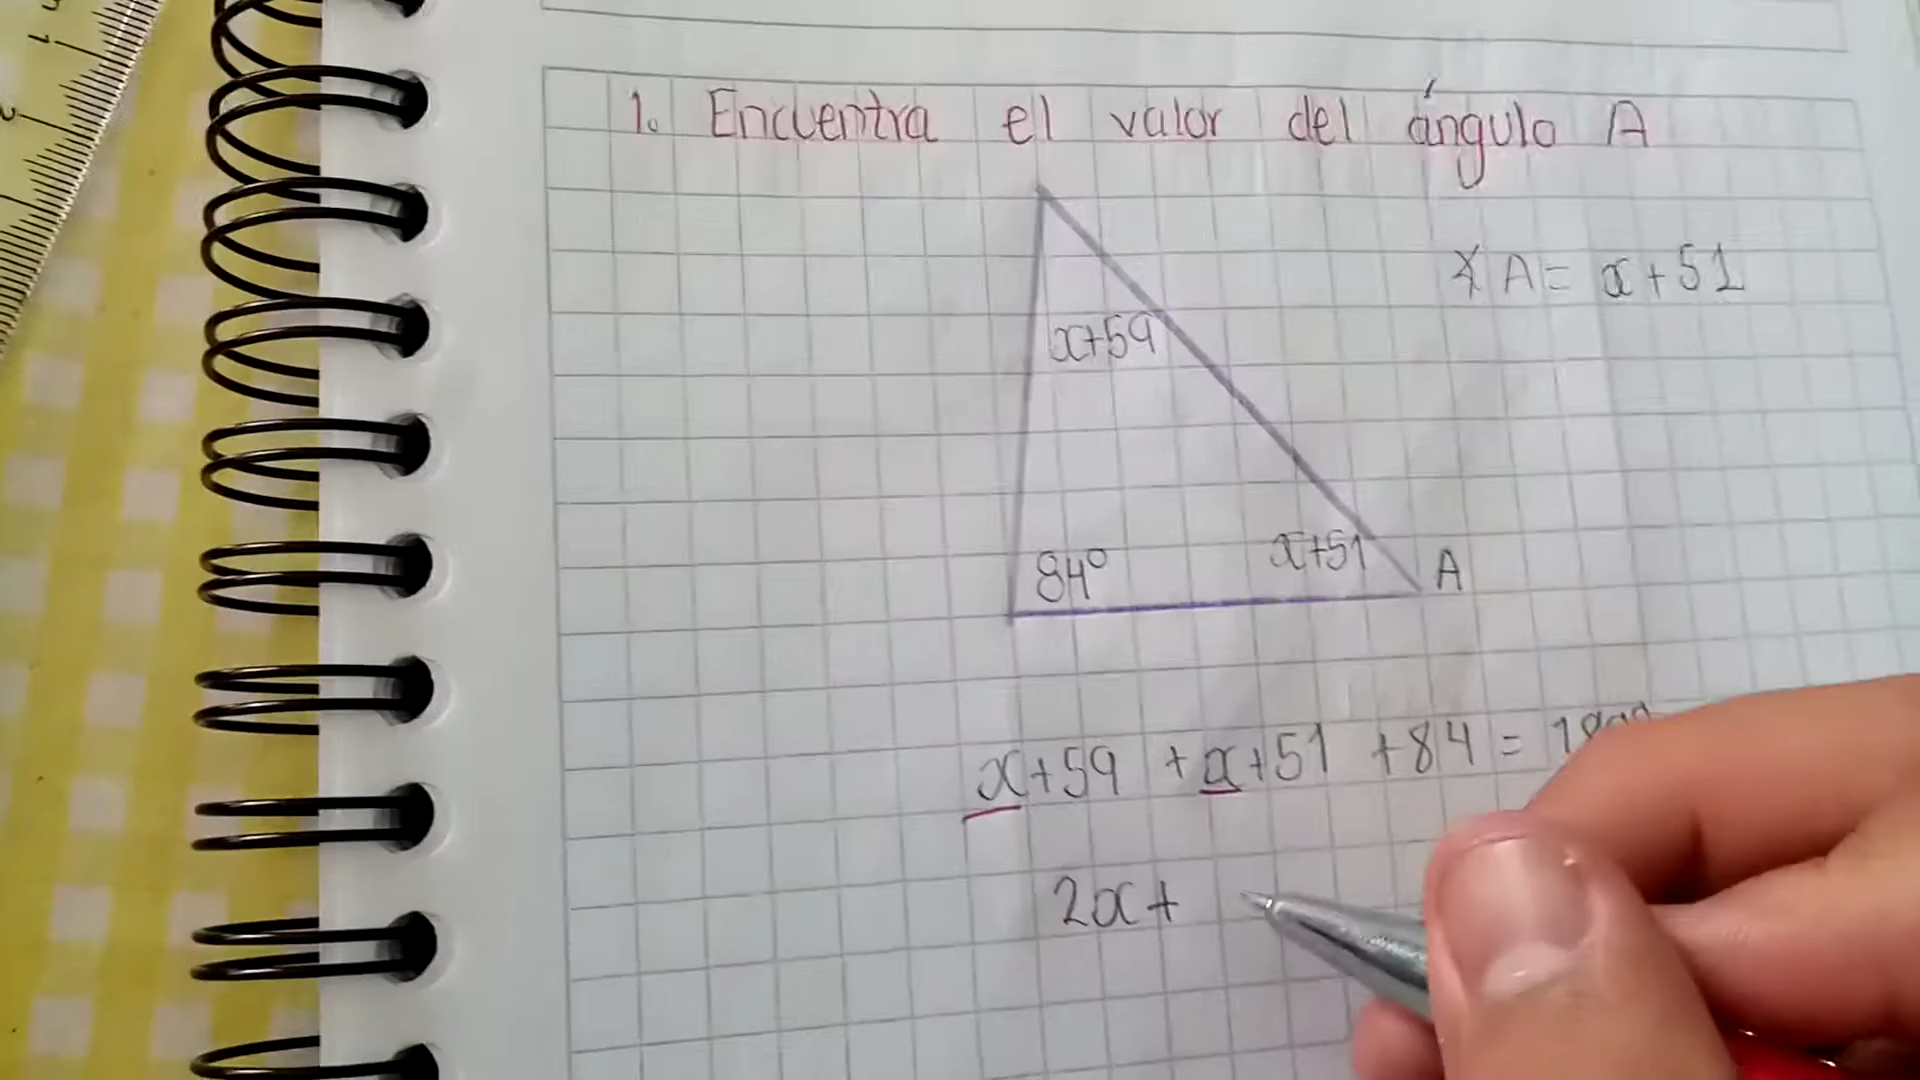 1. Encuentra el valor del ángulo A
∡ A = x + 51
x+59
84°
x+51
A
x+59 + x+51 + 84 =
2x+